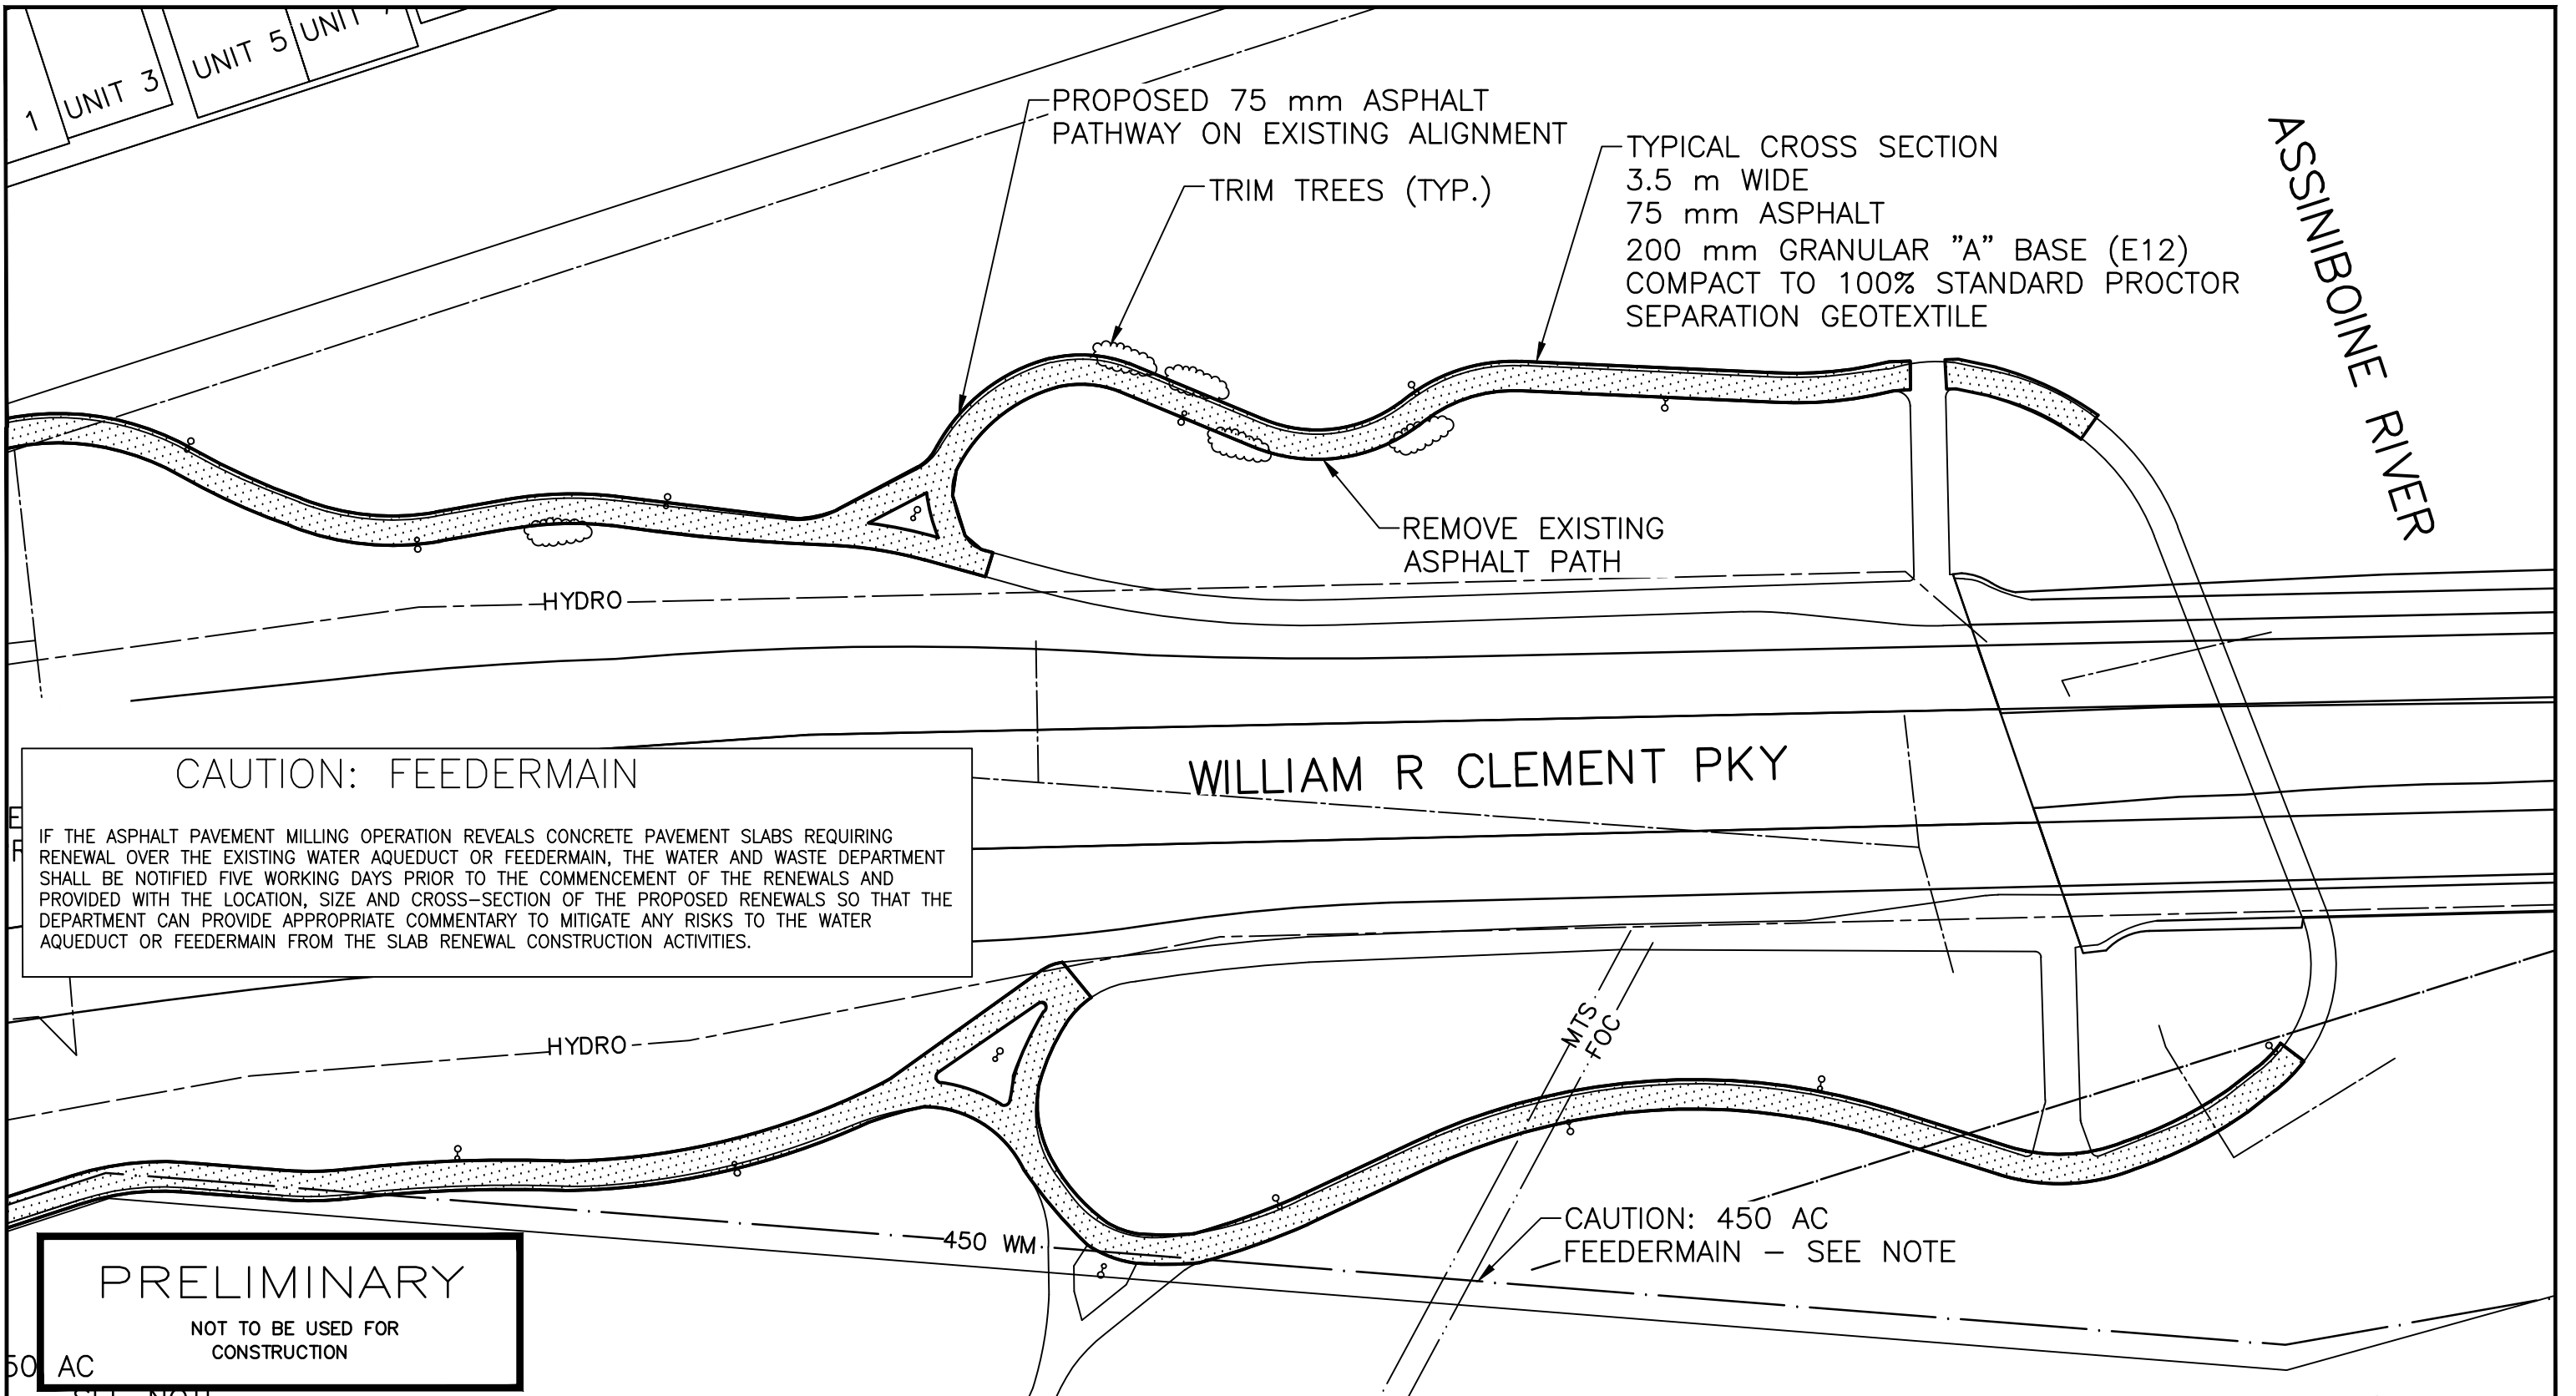 1
UNIT 3
UNIT 5
UNIT
PROPOSED 75 mm ASPHALT
PATHWAY ON EXISTING ALIGNMENT
TRIM TREES (TYP.)
TYPICAL CROSS SECTION
3.5 m WIDE
75 mm ASPHALT
200 mm GRANULAR "A" BASE (E12)
COMPACT TO 100% STANDARD PROCTOR
SEPARATION GEOTEXTILE
ASSINIBOINE RIVER
REMOVE EXISTING
ASPHALT PATH
HYDRO
WILLIAM R CLEMENT PKY
CAUTION: FEEDERMAIN
IF THE ASPHALT PAVEMENT MILLING OPERATION REVEALS CONCRETE PAVEMENT SLABS REQUIRING
RENEWAL OVER THE EXISTING WATER AQUEDUCT OR FEEDERMAIN, THE WATER AND WASTE DEPARTMENT
SHALL BE NOTIFIED FIVE WORKING DAYS PRIOR TO THE COMMENCEMENT OF THE RENEWALS AND
PROVIDED WITH THE LOCATION, SIZE AND CROSS-SECTION OF THE PROPOSED RENEWALS SO THAT THE
DEPARTMENT CAN PROVIDE APPROPRIATE COMMENTARY TO MITIGATE ANY RISKS TO THE WATER
AQUEDUCT OR FEEDERMAIN FROM THE SLAB RENEWAL CONSTRUCTION ACTIVITIES.
HYDRO
MTS
FOC
450 WM
CAUTION: 450 AC
FEEDERMAIN - SEE NOTE
PRELIMINARY
NOT TO BE USED FOR
CONSTRUCTION
50 AC
SEE NOTE